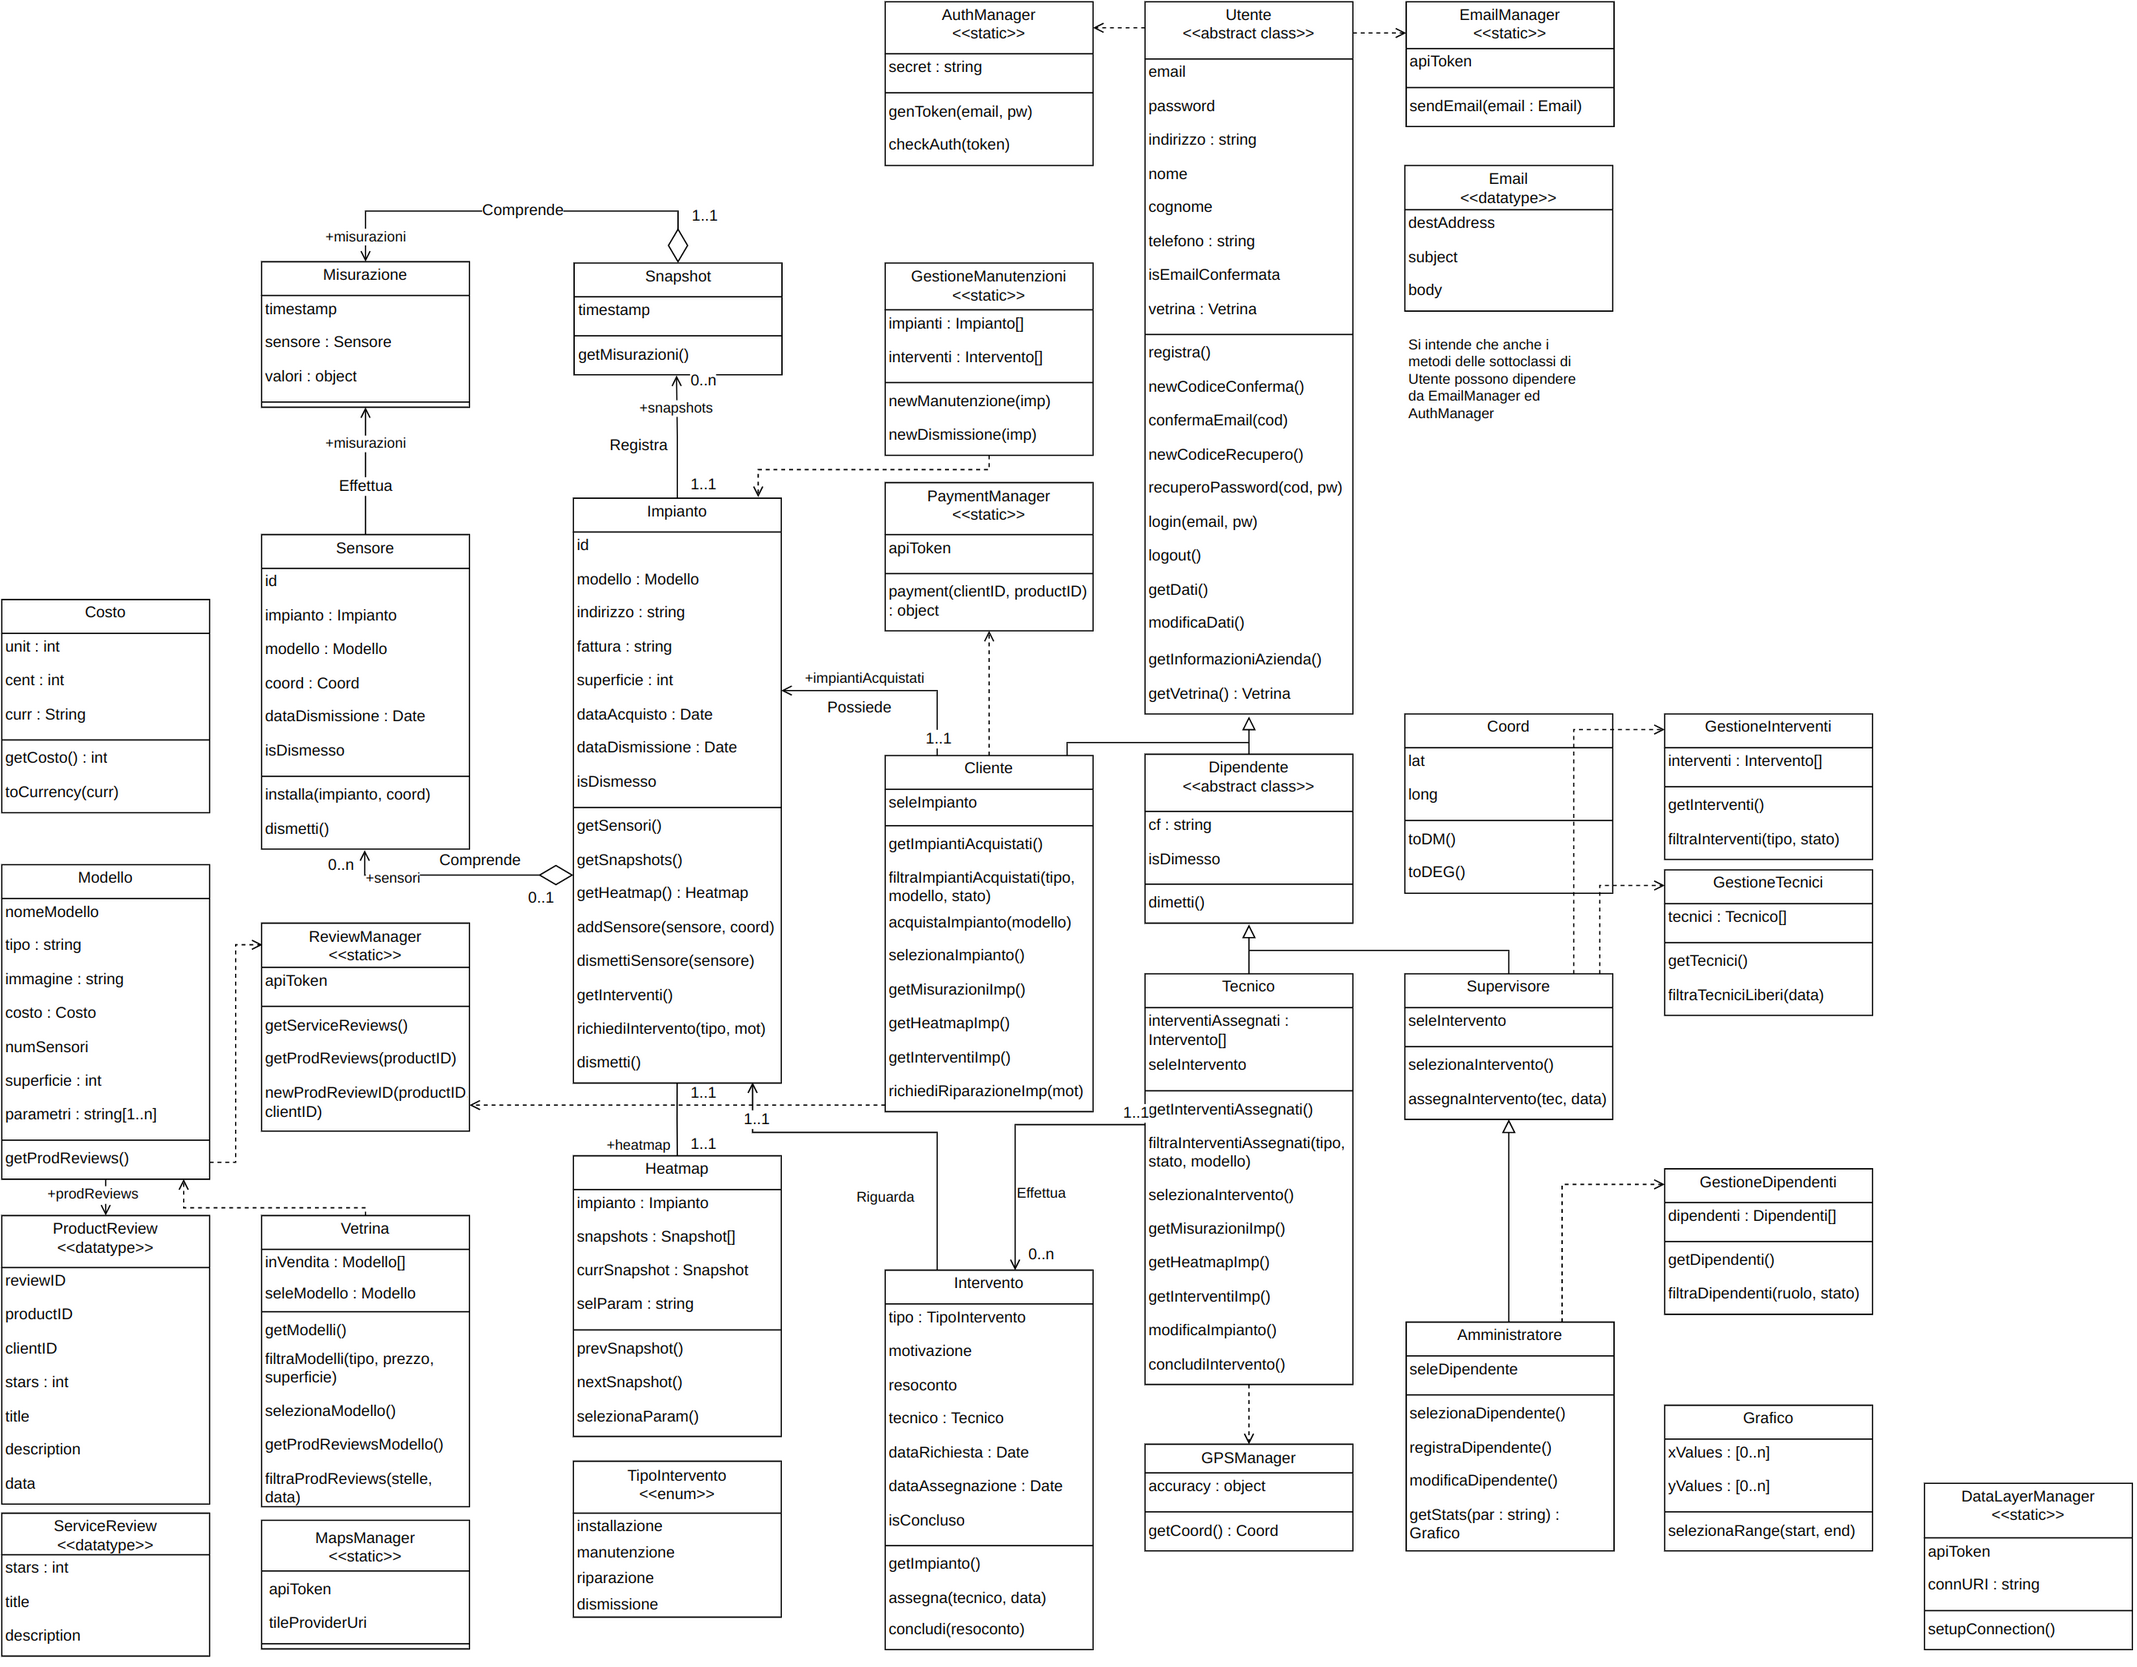 AuthManager
<<static>>
secret : string
genToken(email, pw)
checkAuth(token)
Utente
<<abstract class>>
email
password
indirizzo : string
nome
cognome
telefono : string
isEmailConfermata
vetrina : Vetrina
registra()
newCodiceConferma()
confermaEmail(cod)
newCodiceRecupero()
recuperoPassword(cod, pw)
login(email, pw)
logout()
getDati()
modificaDati()
getInformazioniAzienda()
getVetrina() : Vetrina
EmailManager
<<static>>
apiToken
sendEmail(email : Email)
Email
<<datatype>>
destAddress
subject
body
Si intende che anche i
metodi delle sottoclassi di
Utente possono dipendere
da EmailManager ed
AuthManager
Comprende
1..1
+misurazioni
Misurazione
timestamp
sensore : Sensore
valori : object
Snapshot
timestamp
getMisurazioni()
0..n
+snapshots
Registra
1..1
GestioneManutenzioni
<<static>>
impianti : Impianto[]
interventi : Intervento[]
newManutenzione(imp)
newDismissione(imp)
+misurazioni
Effettua
Sensore
id
impianto : Impianto
modello : Modello
coord : Coord
dataDismissione : Date
isDismesso
installa(impianto, coord)
dismetti()
0..n
+sensori
Comprende
0..1
Impianto
id
modello : Modello
indirizzo : string
fattura : string
superficie : int
dataAcquisto : Date
dataDismissione : Date
isDismesso
getSensori()
getSnapshots()
getHeatmap() : Heatmap
addSensore(sensore, coord)
dismettiSensore(sensore)
getInterventi()
richiediIntervento(tipo, mot)
dismetti()
PaymentManager
<<static>>
apiToken
payment(clientID, productID)
: object
+impiantiAcquistati
Possiede
1..1
Cliente
seleImpianto
getImpiantiAcquistati()
filtraImpiantiAcquistati(tipo,
modello, stato)
acquistaImpianto(modello)
selezionaImpianto()
getMisurazioniImp()
getHeatmapImp()
getInterventiImp()
richiediRiparazioneImp(mot)
Dipendente
<<abstract class>>
cf : string
isDimesso
dimetti()
Coord
lat
long
toDM()
toDEG()
GestioneInterventi
interventi : Intervento[]
getInterventi()
filtraInterventi(tipo, stato)
GestioneTecnici
tecnici : Tecnico[]
getTecnici()
filtraTecniciLiberi(data)
Costo
unit : int
cent : int
curr : String
getCosto() : int
toCurrency(curr)
Modello
nomeModello
tipo : string
immagine : string
costo : Costo
numSensori
superficie : int
parametri : string[1..n]
getProdReviews()
+prodReviews
ReviewManager
<<static>>
apiToken
getServiceReviews()
getProdReviews(productID)
newProdReviewID(productID
clientID)
Tecnico
interventiAssegnati :
Intervento[]
seleIntervento
getInterventiAssegnati()
filtraInterventiAssegnati(tipo,
stato, modello)
selezionaIntervento()
getMisurazioniImp()
getHeatmapImp()
getInterventiImp()
modificaImpianto()
concludiIntervento()
Supervisore
seleIntervento
selezionaIntervento()
assegnaIntervento(tec, data)
1..1
1..1
+heatmap
1..1
1..1
Riguarda
Effettua
0..n
ProductReview
<<datatype>>
reviewID
productID
clientID
stars : int
title
description
data
Vetrina
inVendita : Modello[]
seleModello : Modello
getModelli()
filtraModelli(tipo, prezzo,
superficie)
selezionaModello()
getProdReviewsModello()
filtraProdReviews(stelle,
data)
Heatmap
impianto : Impianto
snapshots : Snapshot[]
currSnapshot : Snapshot
selParam : string
prevSnapshot()
nextSnapshot()
selezionaParam()
Intervento
tipo : TipoIntervento
motivazione
resoconto
tecnico : Tecnico
dataRichiesta : Date
dataAssegnazione : Date
isConcluso
getImpianto()
assegna(tecnico, data)
concludi(resoconto)
GestioneDipendenti
dipendenti : Dipendenti[]
getDipendenti()
filtraDipendenti(ruolo, stato)
Amministratore
seleDipendente
selezionaDipendente()
registraDipendente()
modificaDipendente()
getStats(par : string) :
Grafico
Grafico
xValues : [0..n]
yValues : [0..n]
selezionaRange(start, end)
GPSManager
accuracy : object
getCoord() : Coord
TipoIntervento
<<enum>>
installazione
manutenzione
riparazione
dismissione
ServiceReview
<<datatype>>
stars : int
title
description
MapsManager
<<static>>
apiToken
tileProviderUri
DataLayerManager
<<static>>
apiToken
connURI : string
setupConnection()